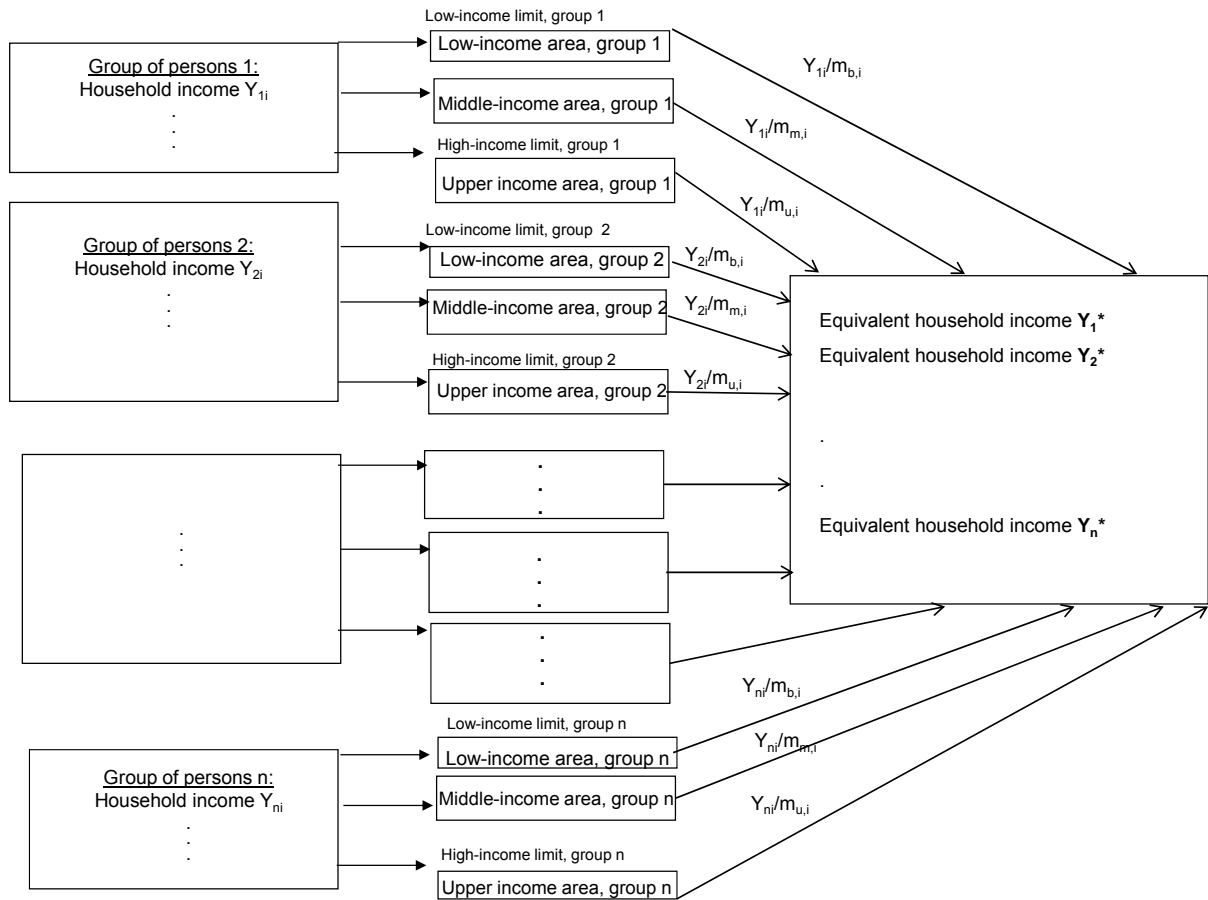 Low-income limit, group 1
Low-income area, group 1
Group of persons 1:
Household income Y1i
.
.
.
Middle-income area, group 1
High-income limit, group 1
Upper income area, group 1
Y1i/mb,i
Y1i/mm,i
Y1i/mu,i
Group of persons 2:
Household income Y2i
.
.
.
Low-income limit, group 2
Low-income area, group 2
Middle-income area, group 2
High-income limit, group 2
Upper income area, group 2
Y2i/mb,i
Y2i/mm,i
Y2i/mu,i
Equivalent household income Y1*
Equivalent household income Y2*
.
.
Equivalent household income Yn*
.
.
.
.
.
.
.
.
.
.
.
.
Group of persons n:
Household income Yni
.
.
.
Low-income limit, group n
Low-income area, group n
Middle-income area, group n
High-income limit, group n
Upper income area, group n
Yni/mb,i
Yni/mm,i
Yni/mu,i